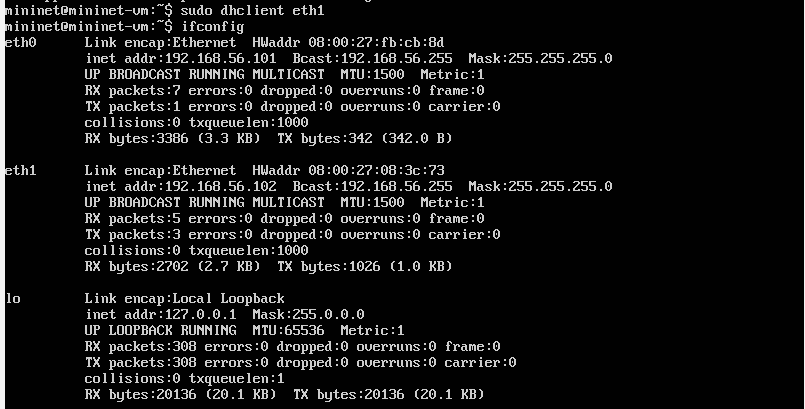 mininet@mininet-vm:~$ sudo dhclient eth1
mininet@mininet-vm:~$ ifconfig
eth0      Link encap:Ethernet  HWaddr 08:00:27:fb:cb:8d
          inet addr:192.168.56.101  Bcast:192.168.56.255  Mask:255.255.255.0
          UP BROADCAST RUNNING MULTICAST  MTU:1500  Metric:1
          RX packets:7 errors:0 dropped:0 overruns:0 frame:0
          TX packets:1 errors:0 dropped:0 overruns:0 carrier:0
          collisions:0 txqueuelen:1000
          RX bytes:3386 (3.3 KB)  TX bytes:342 (342.0 B)
eth1      Link encap:Ethernet  HWaddr 08:00:27:08:3c:73
          inet addr:192.168.56.102  Bcast:192.168.56.255  Mask:255.255.255.0
          UP BROADCAST RUNNING MULTICAST  MTU:1500  Metric:1
          RX packets:5 errors:0 dropped:0 overruns:0 frame:0
          TX packets:3 errors:0 dropped:0 overruns:0 carrier:0
          collisions:0 txqueuelen:1000
          RX bytes:2702 (2.7 KB)  TX bytes:1026 (1.0 KB)
lo        Link encap:Local Loopback
          inet addr:127.0.0.1  Mask:255.0.0.0
          UP LOOPBACK RUNNING  MTU:65536  Metric:1
          RX packets:308 errors:0 dropped:0 overruns:0 frame:0
          TX packets:308 errors:0 dropped:0 overruns:0 carrier:0
          collisions:0 txqueuelen:1
          RX bytes:20136 (20.1 KB)  TX bytes:20136 (20.1 KB)